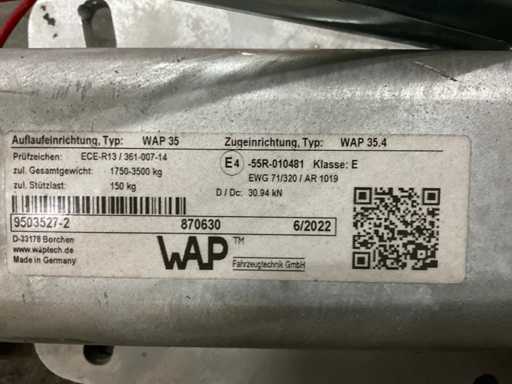 Auflaufeinrichtung, Typ: WAP 35 Zugeinrichtung, Typ: WAP 35.4
Prüfzeichen: ECE-R13 / 361-007-14 E4 -55R-010481 Klasse: E
zul. Gesamtgewicht: 1750-3500 kg EWG 71/320 / AR 1019
zul. Stützlast: 150 kg D / Dc: 30.94 kN
9503527-2 870630 6/2022
D-33178 Borchen
www.waptech.de
Made in Germany
WAP™
Fahrzeugtechnik GmbH